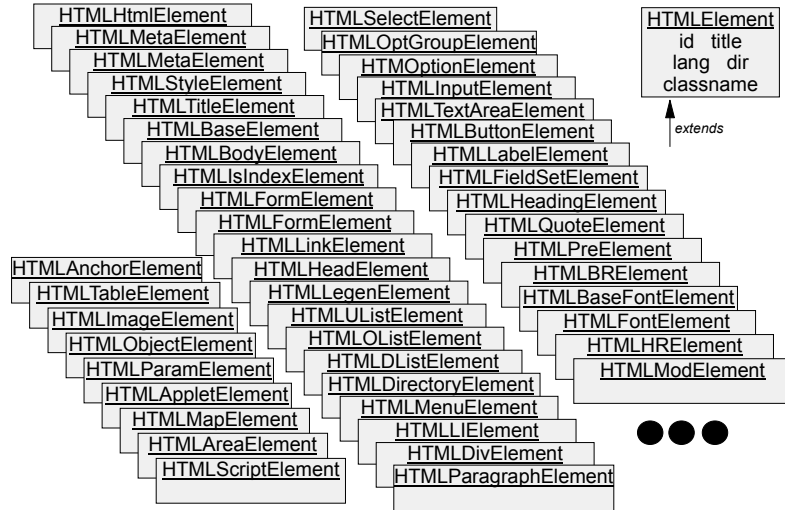 HTMLHtmlElement
HTMLMetaElement
HTMLMetaElement
HTMLStyleElement
HTMLTitleElement
HTMLBaseElement
HTMLBodyElement
HTMLIsIndexElement
HTMLFormElement
HTMLFormElement
HTMLLinkElement
HTMLHeadElement
HTMLLegenElement
HTMLUListElement
HTMLOListElement
HTMLDListElement
HTMLDirectoryElement
HTMLMenuElement
HTMLLIElement
HTMLDivElement
HTMLParagraphElement
HTMLAnchorElement
HTMLTableElement
HTMLImageElement
HTMLObjectElement
HTMLParamElement
HTMLAppletElement
HTMLMapElement
HTMLAreaElement
HTMLScriptElement
HTMLSelectElement
HTMLOptGroupElement
HTMOptionElement
HTMLInputElement
HTMLTextAreaElement
HTMLButtonElement
HTMLLabelElement
HTMLFieldSetElement
HTMLHeadingElement
HTMLQuoteElement
HTMLPreElement
HTMLBRElement
HTMLBaseFontElement
HTMLFontElement
HTMLHRElement
HTMLModElement
HTMLElement
id title
lang dir
classname
extends